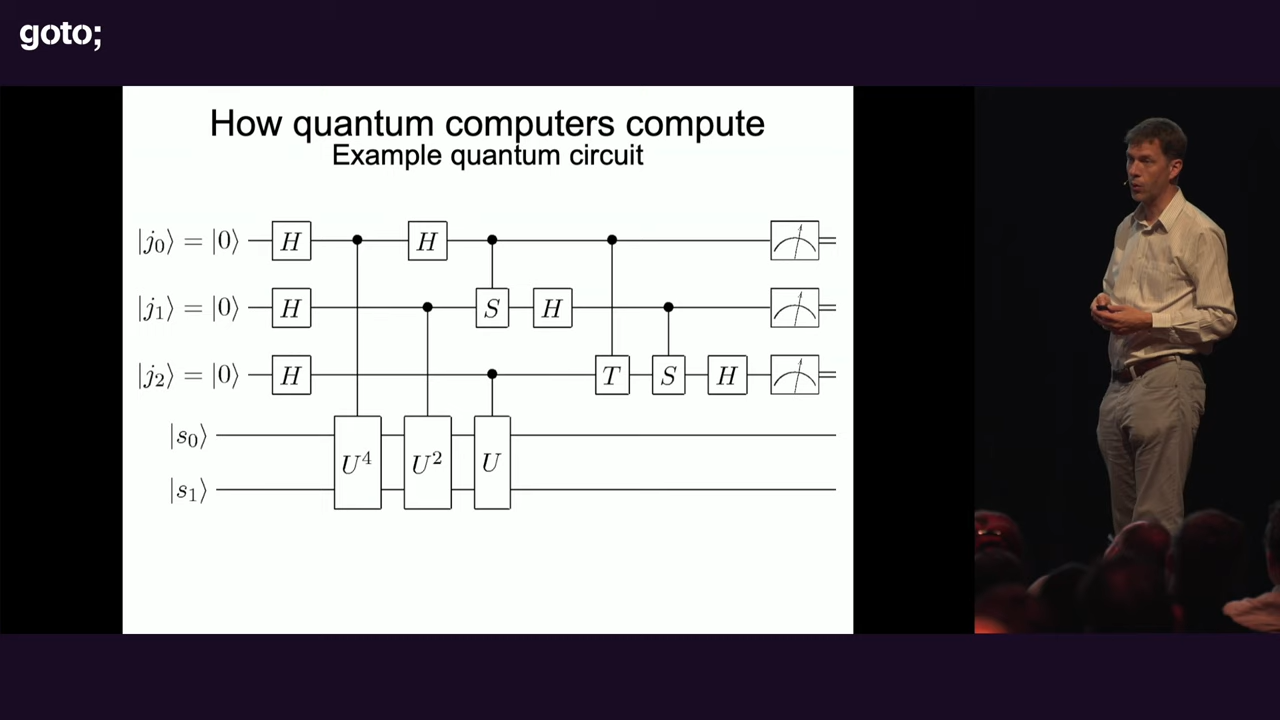 goto;
How quantum computers compute
Example quantum circuit
|j₀⟩ = |0⟩ H H
|j₁⟩ = |0⟩ H S H
|j₂⟩ = |0⟩ H T S H
|s₀⟩
U⁴ U² U
|s₁⟩